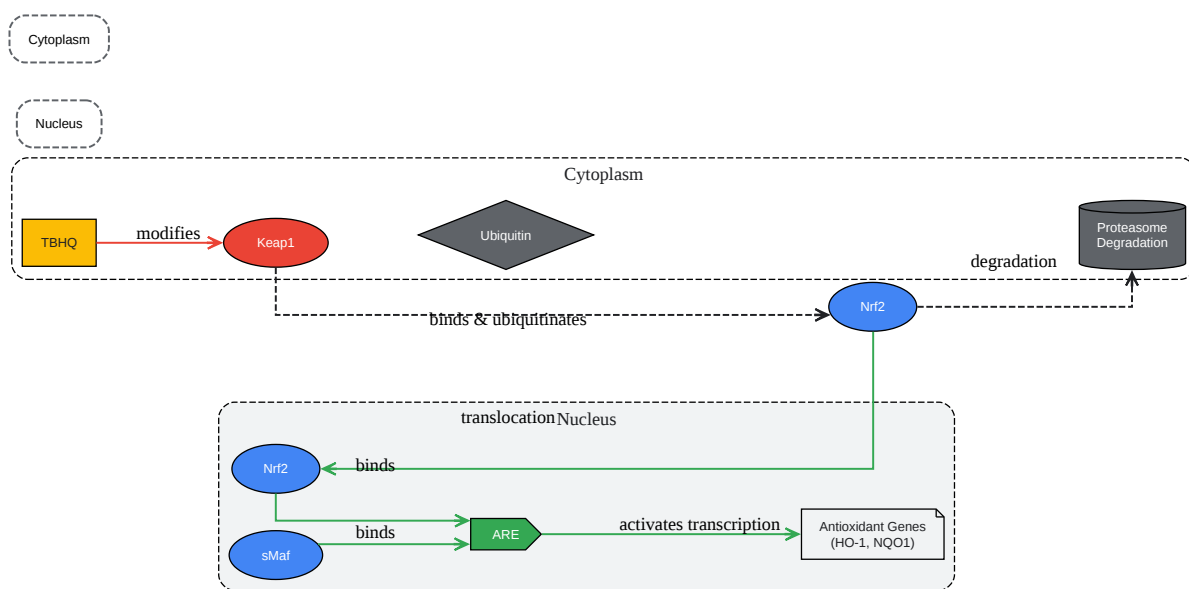 Cytoplasm
Nucleus
Cytoplasm
TBHQ
modifies
Keap1
Ubiquitin
Proteasome
Degradation
degradation
binds & ubiquitinates
Nrf2
translocation
Nucleus
Nrf2
binds
sMaf
binds
ARE
activates transcription
Antioxidant Genes
(HO-1, NQO1)